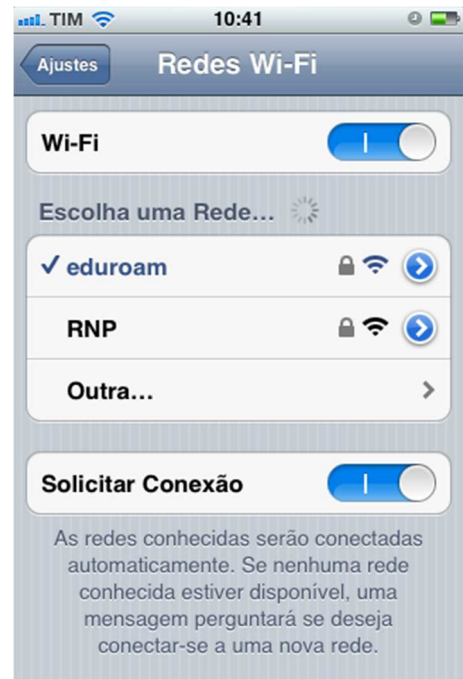 TIM 10:41
Ajustes Redes Wi-Fi
Wi-Fi
Escolha uma Rede...
eduroam
RNP
Outra...
Solicitar Conexão
As redes conhecidas serão conectadas
automaticamente. Se nenhuma rede
conhecida estiver disponível, uma
mensagem perguntará se deseja
conectar-se a uma nova rede.